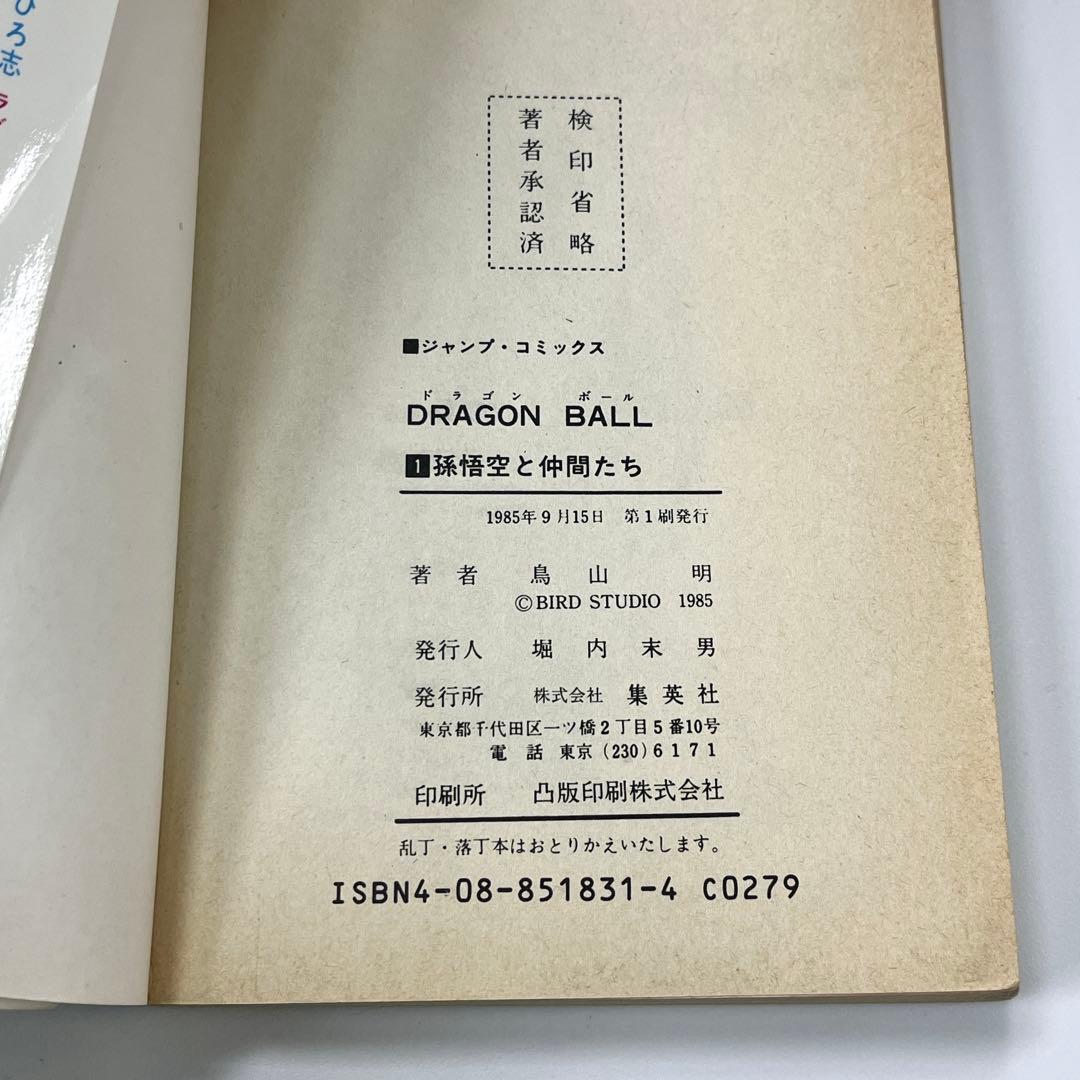 ひろ志
検印省略
著者承認済
■ジャンプ・コミックス
ドラゴン ボール
DRAGON BALL
1 孫悟空と仲間たち
1985年9月15日 第1刷発行
著者 鳥山 明
©BIRD STUDIO 1985
発行人 堀内末男
発行所 株式会社 集英社
東京都千代田区一ツ橋2丁目5番10号
電話 東京(230)6171
印刷所 凸版印刷株式会社
乱丁・落丁本はおとりかえいたします。
ISBN4-08-851831-4 C0279